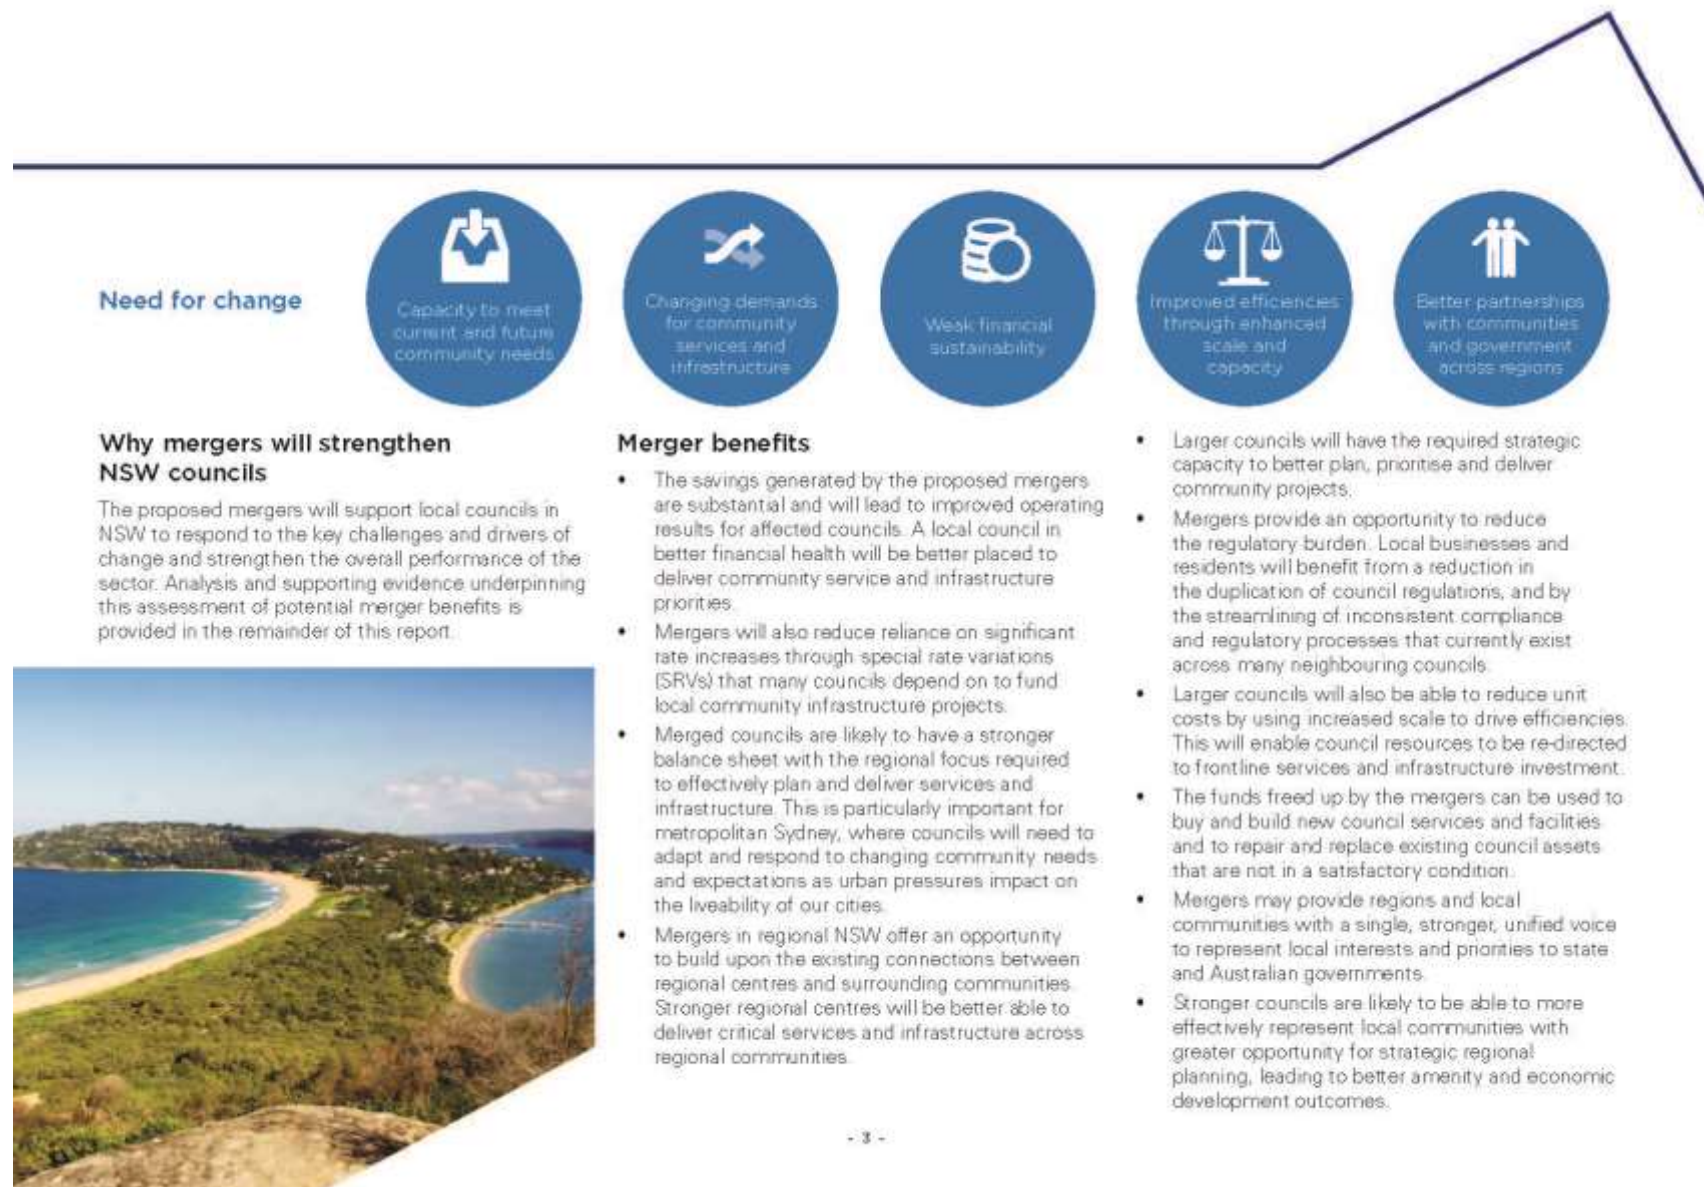 Need for change
Capacity to meet
current and future
community needs
Changing demands
for community
services and
infrastructure
Weak financial
sustainability
Improved efficiencies
through enhanced
scale and
capacity
Better partnerships
with communities
and government
across regions
Why mergers will strengthen
NSW councils
The proposed mergers will support local councils in
NSW to respond to the key challenges and drivers of
change and strengthen the overall performance of the
sector. Analysis and supporting evidence underpinning
this assessment of potential merger benefits is
provided in the remainder of this report.
Merger benefits
• The savings generated by the proposed mergers
are substantial and will lead to improved operating
results for affected councils. A local council in
better financial health will be better placed to
deliver community service and infrastructure
priorities.
• Mergers will also reduce reliance on significant
rate increases through special rate variations
(SRVs) that many councils depend on to fund
local community infrastructure projects.
• Merged councils are likely to have a stronger
balance sheet with the regional focus required
to effectively plan and deliver services and
infrastructure. This is particularly important for
metropolitan Sydney, where councils will need to
adapt and respond to changing community needs
and expectations as urban pressures impact on
the liveability of our cities.
• Mergers in regional NSW offer an opportunity
to build upon the existing connections between
regional centres and surrounding communities.
Stronger regional centres will be better able to
deliver critical services and infrastructure across
regional communities.
• Larger councils will have the required strategic
capacity to better plan, prioritise and deliver
community projects.
• Mergers provide an opportunity to reduce
the regulatory burden. Local businesses and
residents will benefit from a reduction in
the duplication of council regulations, and by
the streamlining of inconsistent compliance
and regulatory processes that currently exist
across many neighbouring councils.
• Larger councils will also be able to reduce unit
costs by using increased scale to drive efficiencies.
This will enable council resources to be re-directed
to frontline services and infrastructure investment.
• The funds freed up by the mergers can be used to
buy and build new council services and facilities
and to repair and replace existing council assets
that are not in a satisfactory condition.
• Mergers may provide regions and local
communities with a single, stronger, unified voice
to represent local interests and priorities to state
and Australian governments.
• Stronger councils are likely to be able to more
effectively represent local communities with
greater opportunity for strategic regional
planning, leading to better amenity and economic
development outcomes.
- 3 -